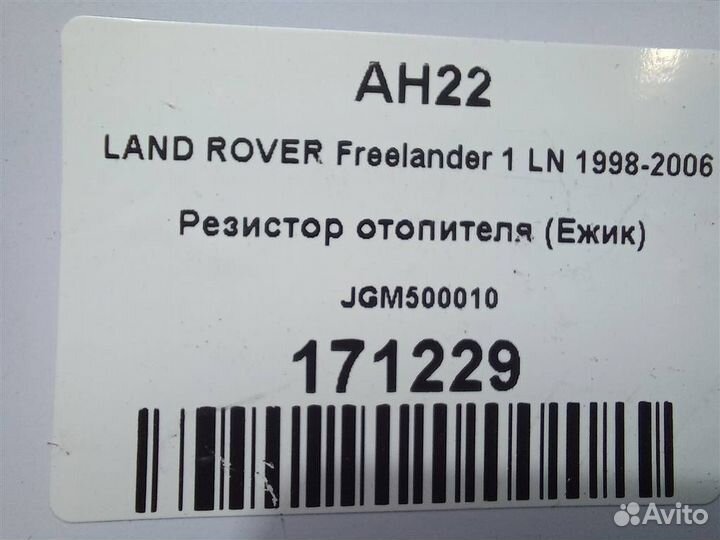 AH22
LAND ROVER Freelander 1 LN 1998-2006
Резистор отопителя (Ежик)
JGM500010
171229
Avito